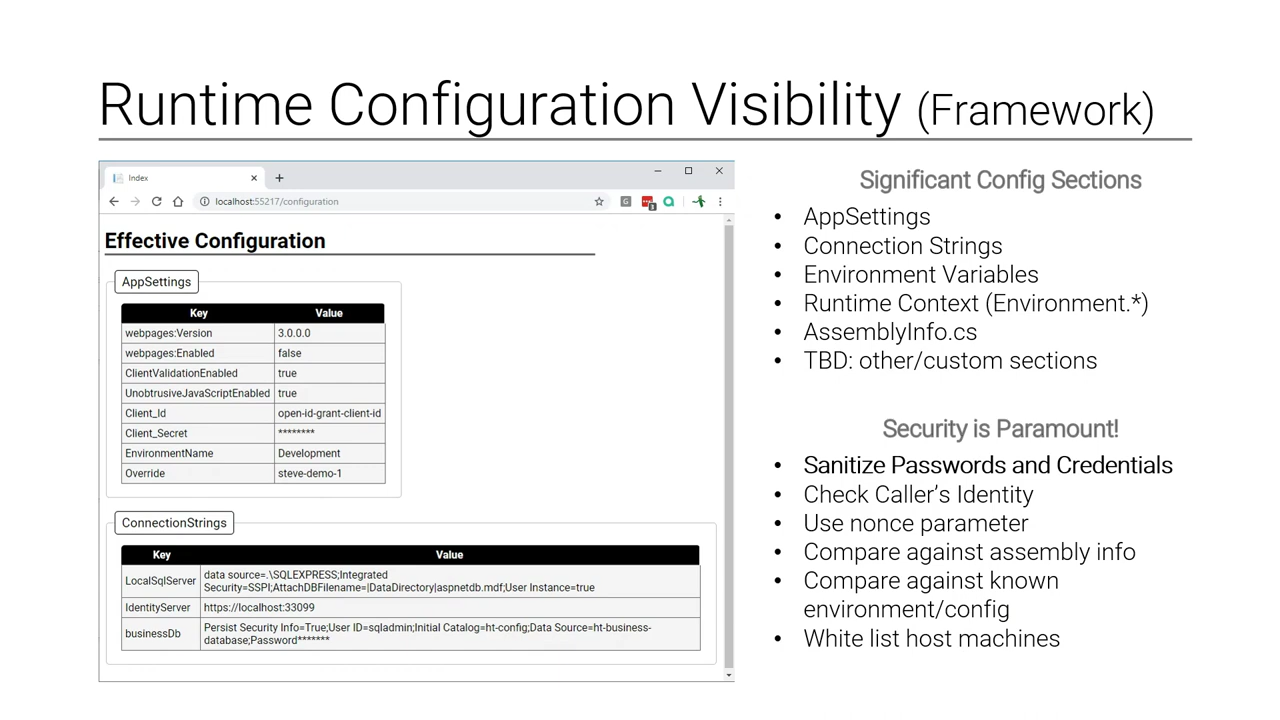 Runtime Configuration Visibility (Framework)
Index
localhost:55217/configuration
Effective Configuration
AppSettings
Key Value
webpages:Version 3.0.0.0
webpages:Enabled false
ClientValidationEnabled true
UnobtrusiveJavaScriptEnabled true
Client_Id open-id-grant-client-id
Client_Secret ********
EnvironmentName Development
Override steve-demo-1
ConnectionStrings
Key Value
LocalSqlServer data source=.\SQLEXPRESS;Integrated
Security=SSPI;AttachDBFilename=|DataDirectory|aspnetdb.mdf;User Instance=true
IdentityServer https://localhost:33099
businessDb Persist Security Info=True;User ID=sqladmin;Initial Catalog=ht-config;Data Source=ht-business-
database;Password*******
Significant Config Sections
• AppSettings
• Connection Strings
• Environment Variables
• Runtime Context (Environment.*)
• AssemblyInfo.cs
• TBD: other/custom sections
Security is Paramount!
• Sanitize Passwords and Credentials
• Check Caller's Identity
• Use nonce parameter
• Compare against assembly info
• Compare against known
environment/config
• White list host machines